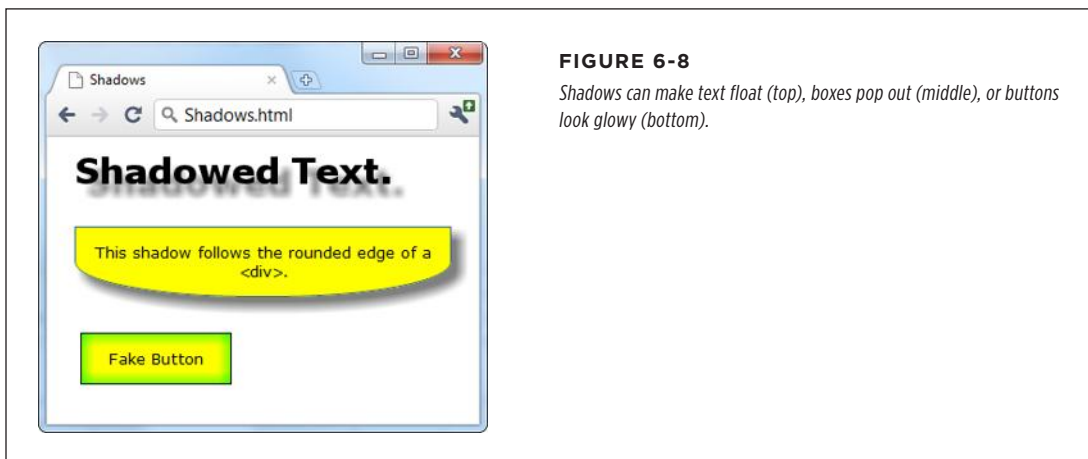 Shadows
Shadows.html
Shadowed Text.
This shadow follows the rounded edge of a
<div>.
Fake Button
FIGURE 6-8
Shadows can make text float (top), boxes pop out (middle), or buttons
look glowy (bottom).